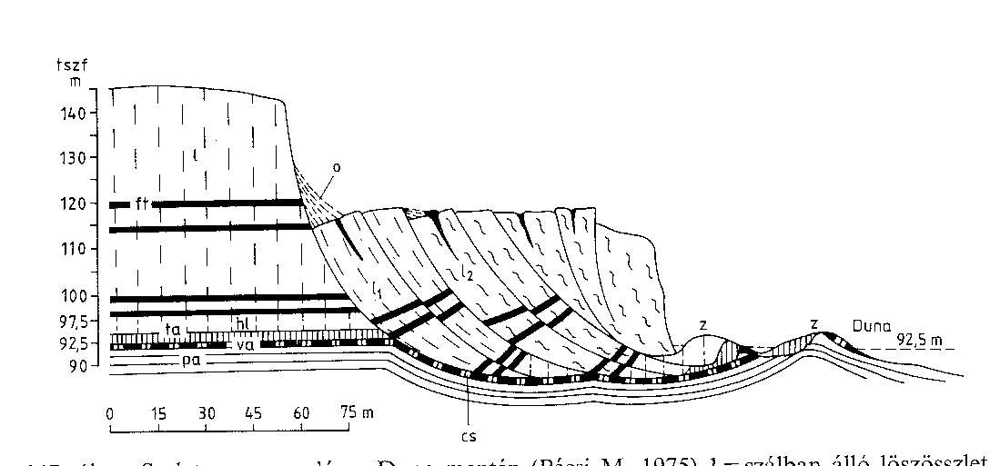 tszf
m
140
130
120
110
100
97,5
92,5
90
l
ft
a
l1
l2
ta
hl
va
pa
z
z
Duna
92,5 m
0 15 30 45 60 75 m
cs
Duna mentén (Pécsi M. 1975) l = szálban álló löszösszlet